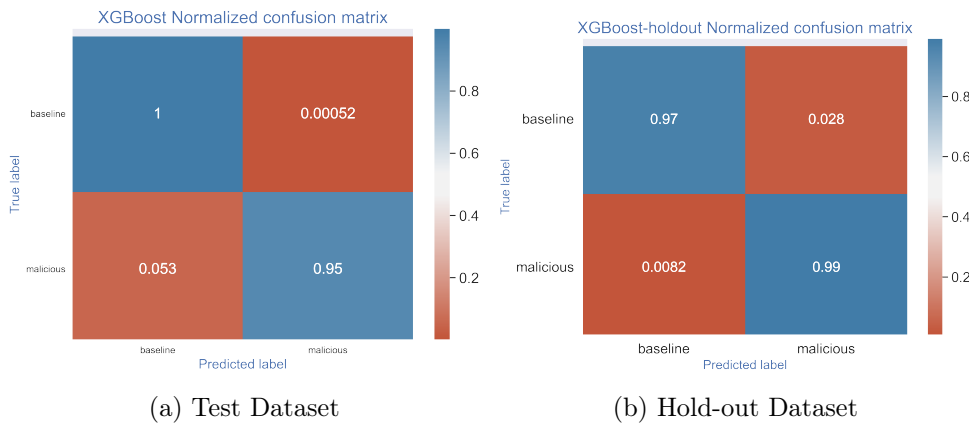 XGBoost Normalized confusion matrix
baseline
1
0.00052
malicious
0.053
0.95
True label
baseline
malicious
Predicted label
0.8
0.6
0.4
0.2
(a) Test Dataset
XGBoost-holdout Normalized confusion matrix
baseline
0.97
0.028
malicious
0.0082
0.99
True label
baseline
malicious
Predicted label
0.8
0.6
0.4
0.2
(b) Hold-out Dataset